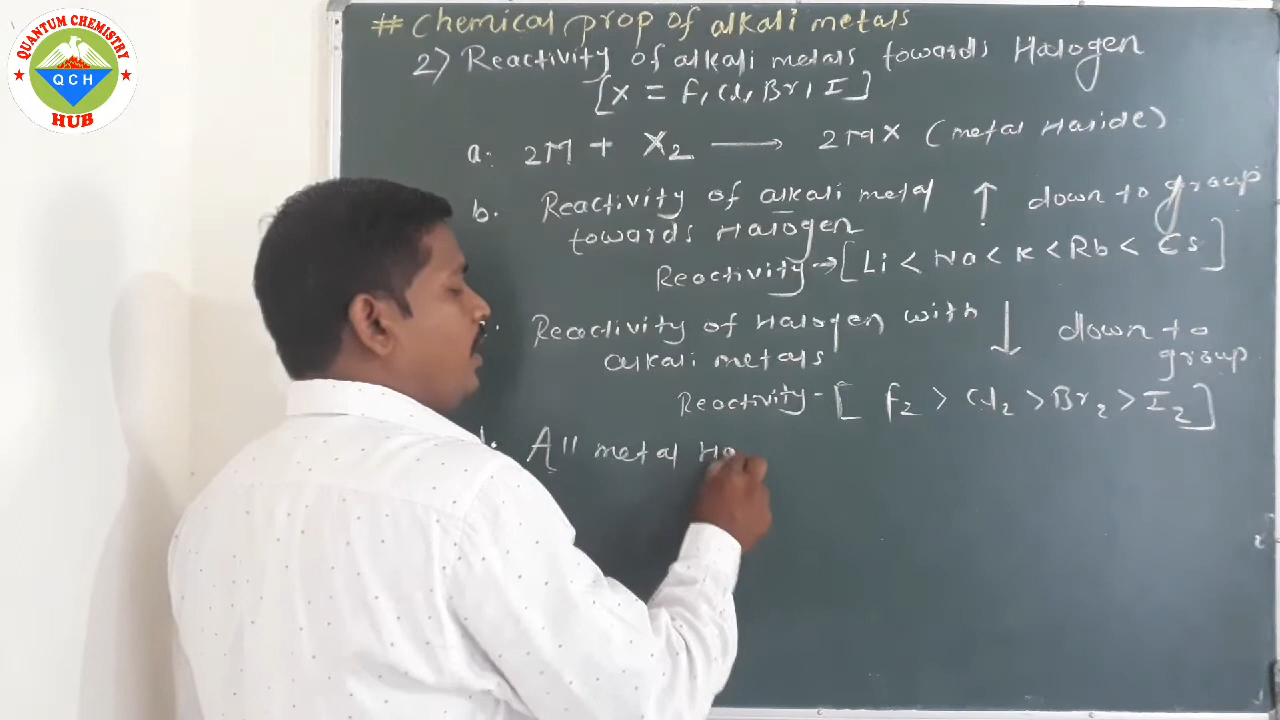 QUANTUM CHEMISTRY
QCH
HUB
# Chemical prop of alkali metals
2) Reactivity of alkali metals towards Halogen
[X = F, Cl, Br, I]
a. 2M + X2 → 2MX (metal Halide)
b. Reactivity of alkali metal ↑ down to group
towards Halogen
Reactivity → [Li < Na < K < Rb < Cs]
Reactivity of Halogen with ↓ down to
alkali metals group
Reactivity - [F2 > Cl2 > Br2 > I2]
d. All metal Ha